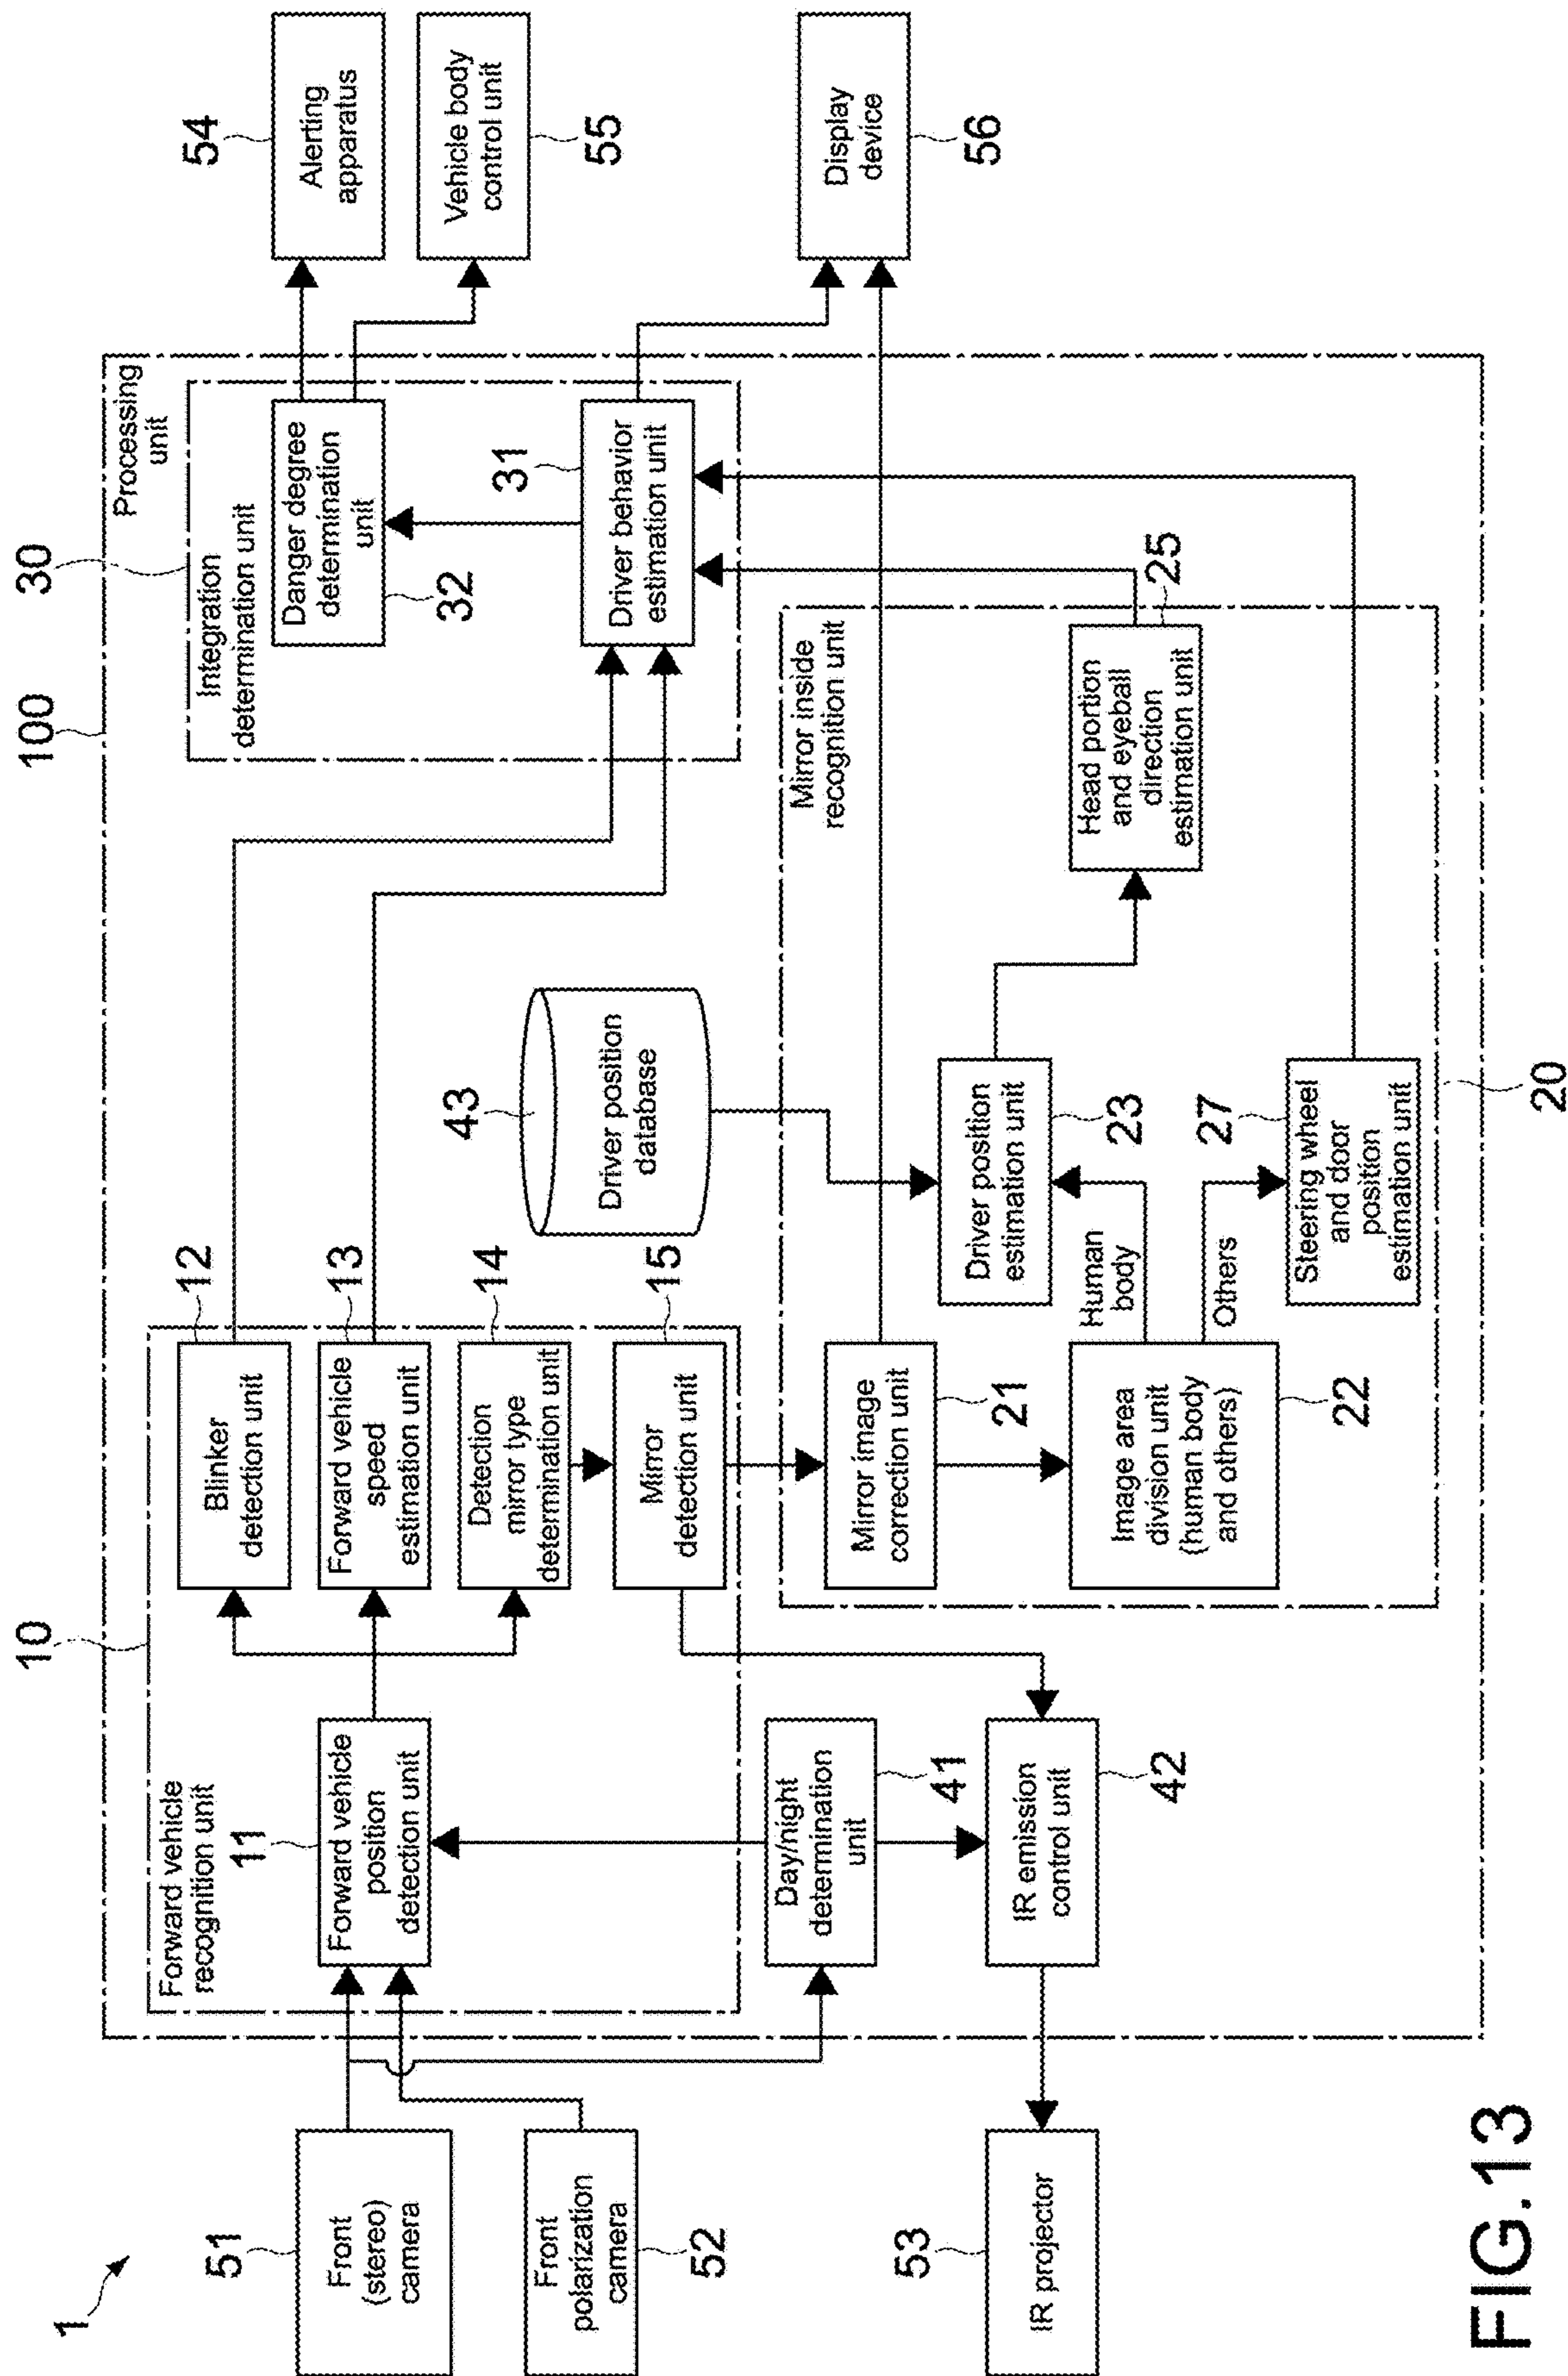 1
100
30
10
Processing
unit
Forward vehicle
recognition unit
Integration
determination unit
51
Front
(stereo)
camera
Front
polarization
camera
52
53
IR projector
11
Forward vehicle
position
detection unit
Blinker
detection unit
12
Forward vehicle
speed
estimation unit
13
Detection
mirror type
determination unit
14
Mirror
detection unit
15
Day/night
determination
unit
41
IR emission
control unit
42
43
Driver position
database
Danger degree
determination
unit
32
31
Driver behavior
estimation unit
54
Alerting
apparatus
Vehicle body
control unit
55
Display
device
56
Mirror inside
recognition unit
Mirror image
correction unit
21
Image area
division unit
(human body
and others)
22
Human
body
Others
Driver position
estimation unit
23
27
Steering wheel
and door
position
estimation unit
Head portion
and eyeball
direction
estimation unit
25
20
FIG.13